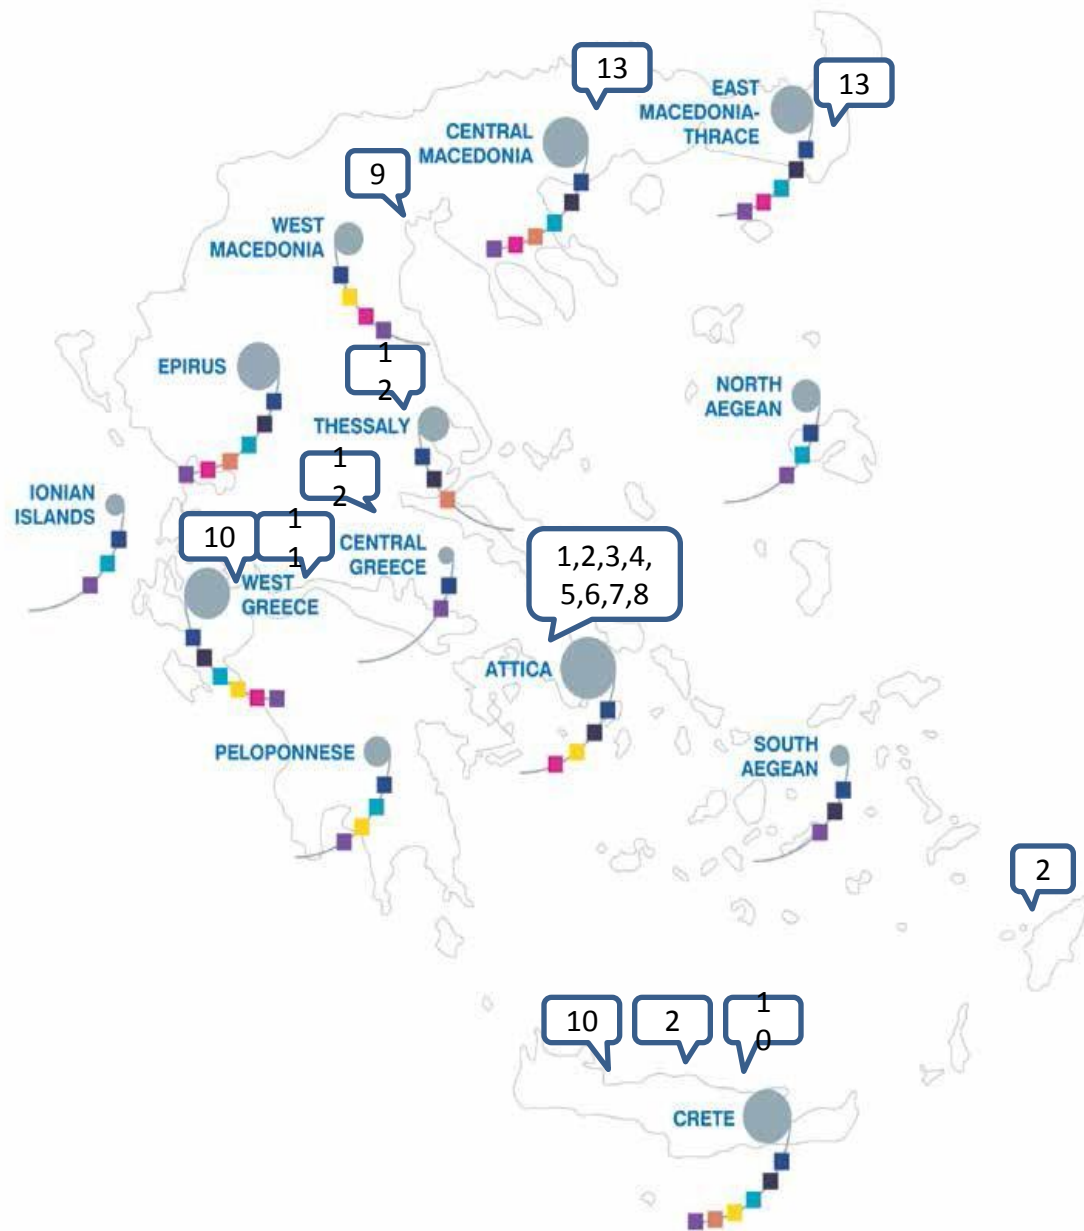 13
EAST
MACEDONIA-
THRACE
13
CENTRAL
MACEDONIA
9
WEST
MACEDONIA
EPIRUS
1
2
THESSALY
NORTH
AEGEAN
1
2
IONIAN
ISLANDS
10
1
1
CENTRAL
GREECE
1,2,3,4,
5,6,7,8
WEST
GREECE
ATTICA
PELOPONNESE
SOUTH
AEGEAN
2
10
2
1
0
CRETE